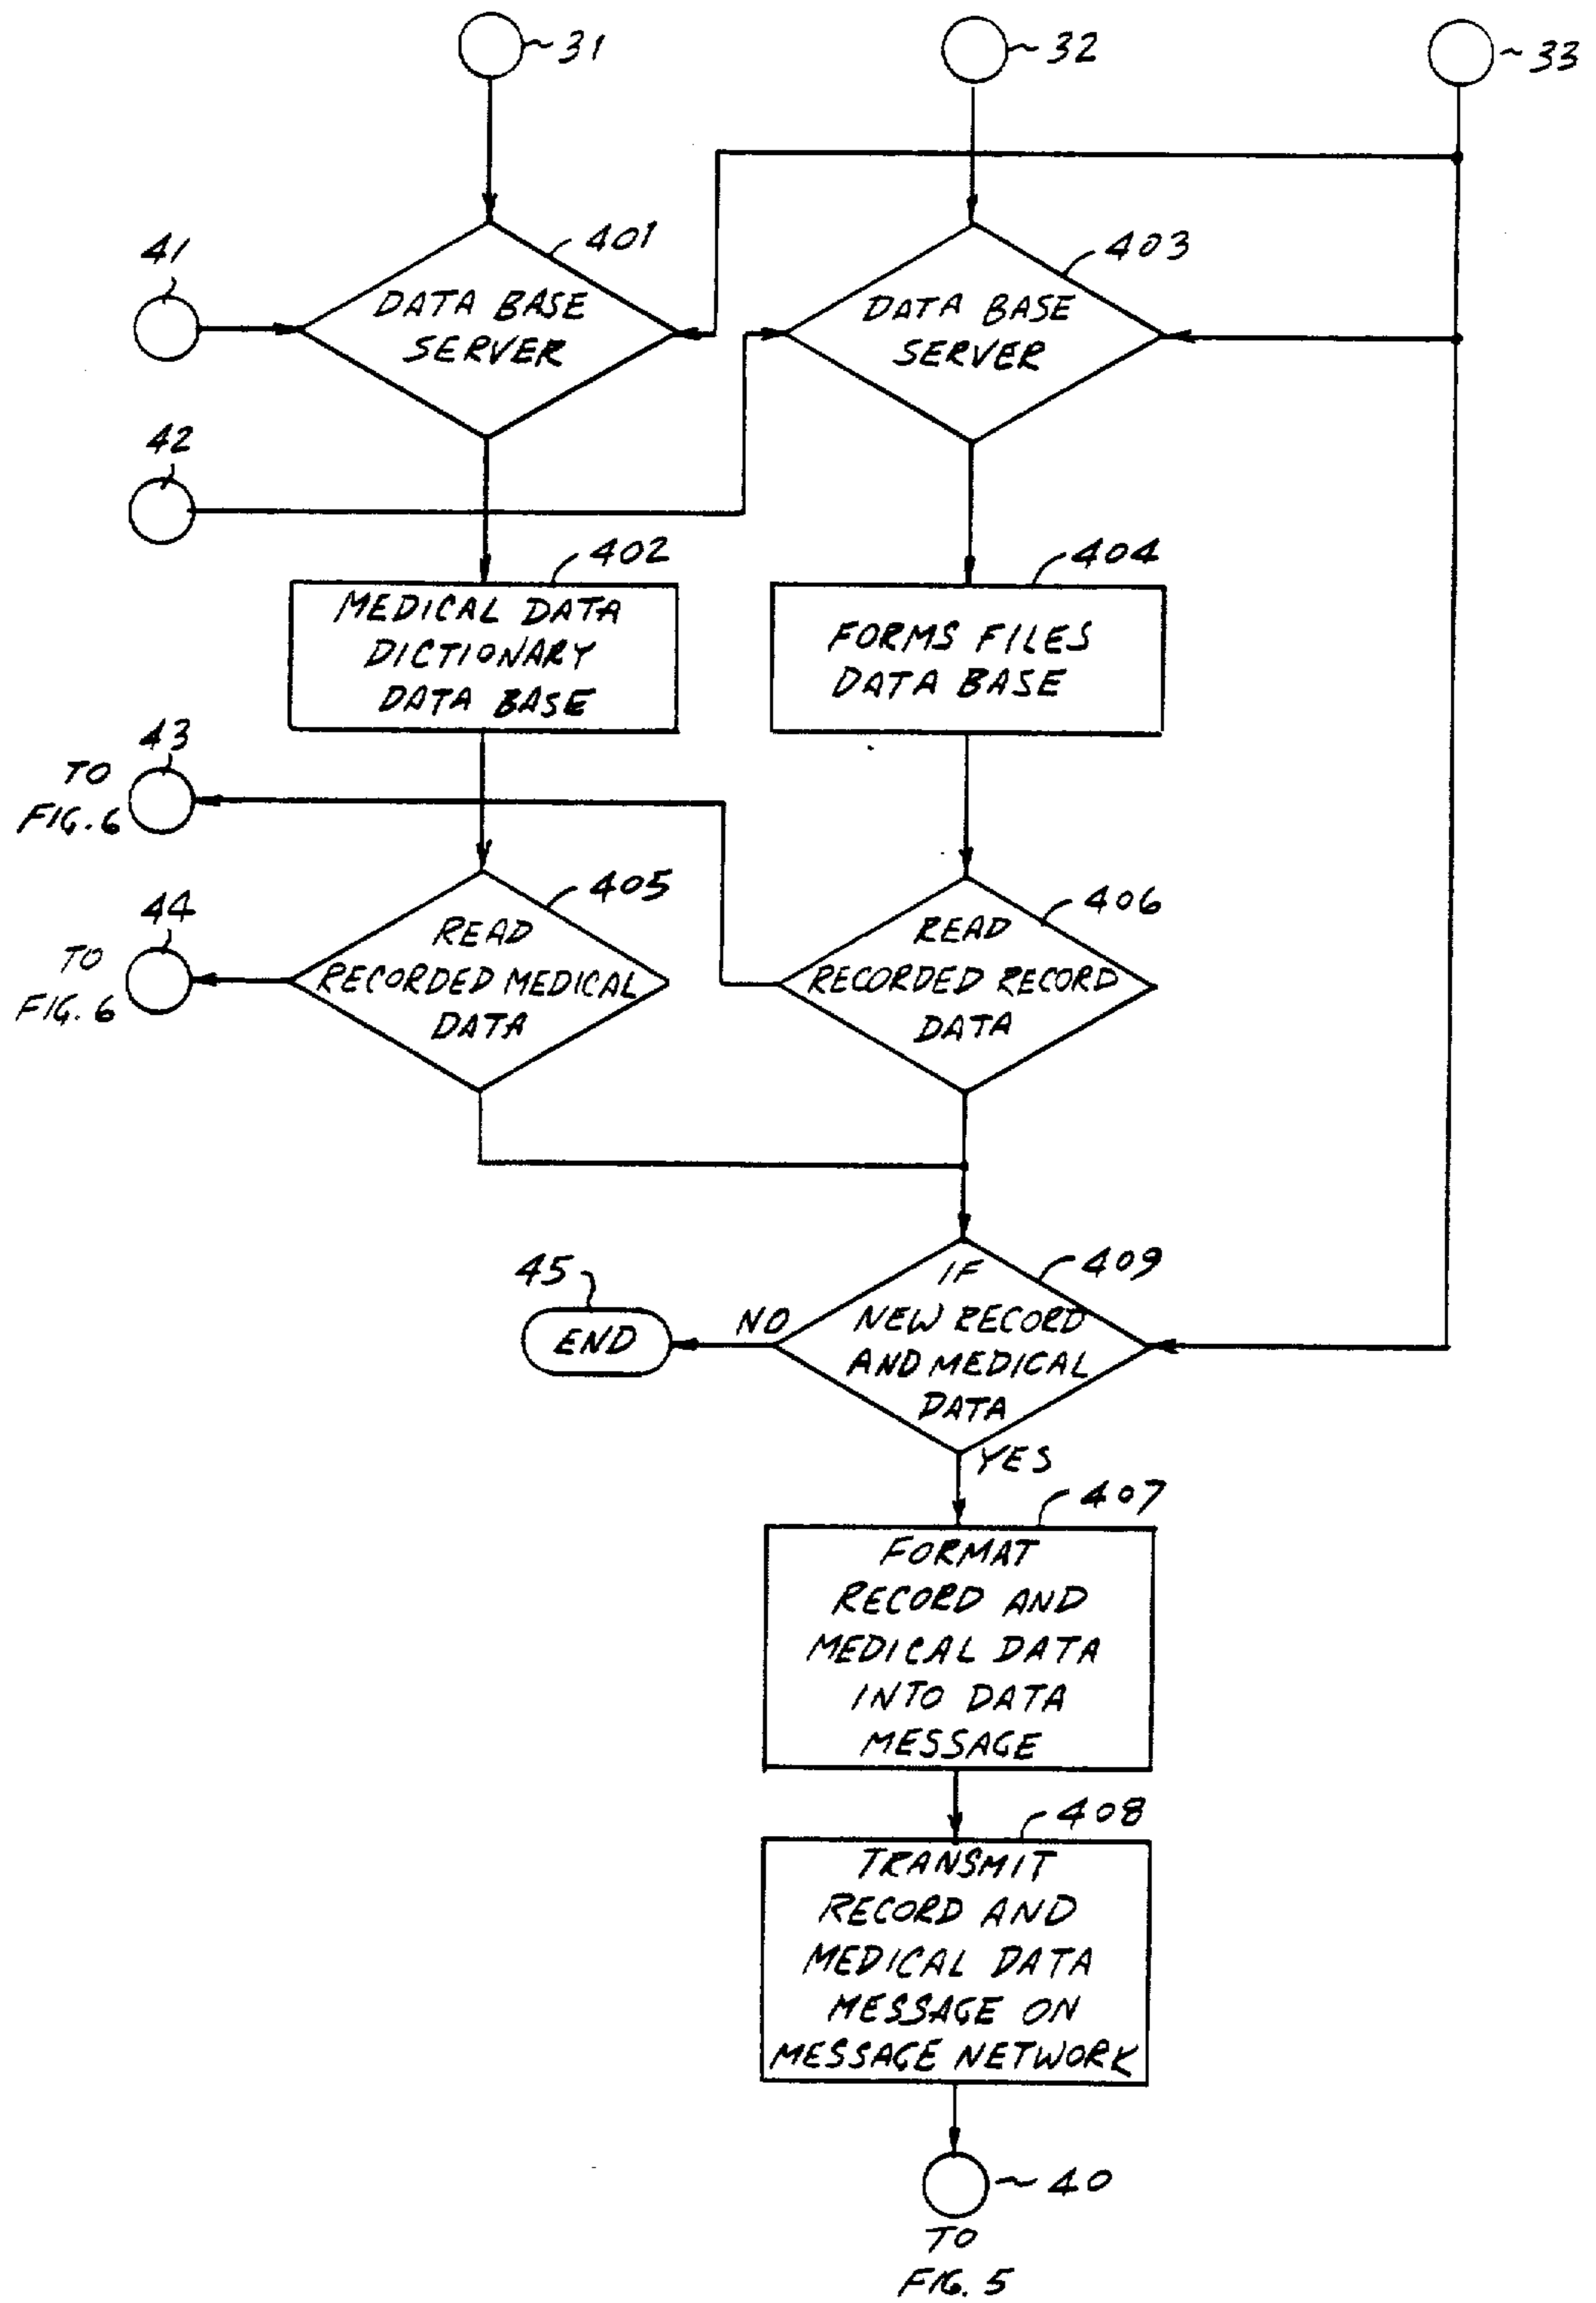 ~31
~32
~33
401
403
41
DATA BASE
SERVER
DATA BASE
SERVER
42
402
404
MEDICAL DATA
DICTIONARY
DATA BASE
FORMS FILES
DATA BASE
43
TO
FIG. 6
405
406
44
TO
FIG. 6
READ
RECORDED MEDICAL
DATA
READ
RECORDED RECORD
DATA
45
409
END
NO
IF
NEW RECORD
AND MEDICAL
DATA
YES
407
FORMAT
RECORD AND
MEDICAL DATA
INTO DATA
MESSAGE
408
TRANSMIT
RECORD AND
MEDICAL DATA
MESSAGE ON
MESSAGE NETWORK
~40
TO
FIG. 5